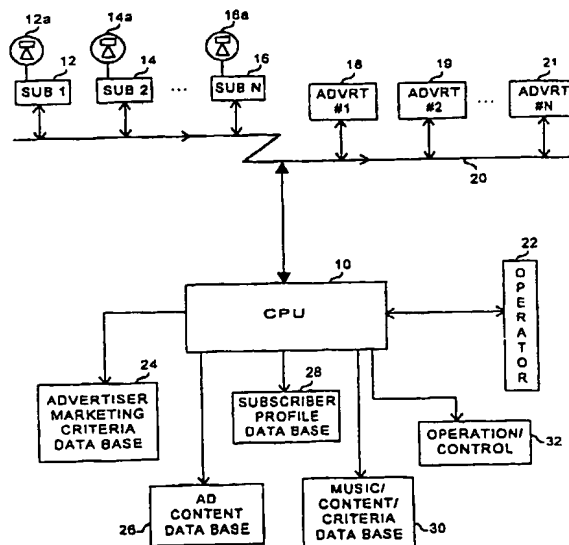 12a
14a
16a
12
14
16
18
19
21
SUB 1
SUB 2
...
SUB N
ADVRT
#1
ADVRT
#2
...
ADVRT
#N
20
10
CPU
22
OPERATOR
24
ADVERTISER
MARKETING
CRITERIA
DATA BASE
28
SUBSCRIBER
PROFILE
DATA BASE
OPERATION/
CONTROL
32
AD
CONTENT
DATA BASE
26
MUSIC/
CONTENT/
CRITERIA
DATA BASE
30